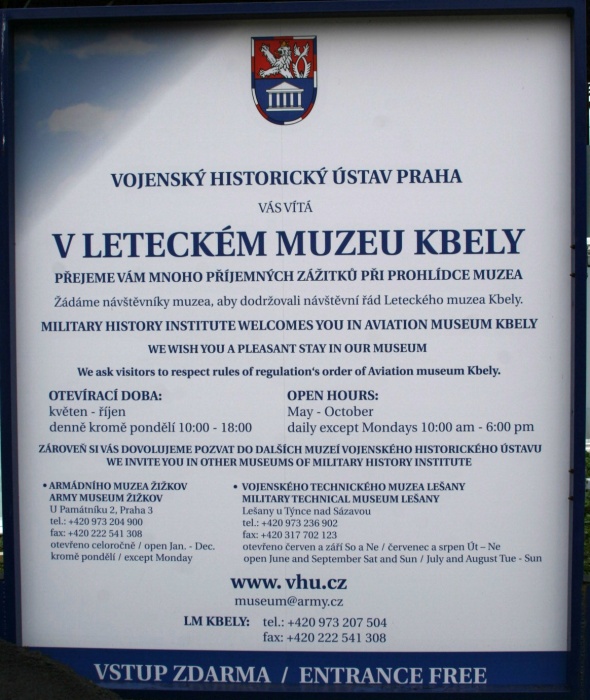 VOJENSKÝ HISTORICKÝ ÚSTAV PRAHA
VÁS VÍTÁ
V LETECKÉM MUZEU KBELY
PŘEJEME VÁM MNOHO PŘÍJEMNÝCH ZÁŽITKŮ PŘI PROHLÍDCE MUZEA
Žádáme návštěvníky muzea, aby dodržovali návštěvní řád Leteckého muzea Kbely.
MILITARY HISTORY INSTITUTE WELCOMES YOU IN AVIATION MUSEUM KBELY
WE WISH YOU A PLEASANT STAY IN OUR MUSEUM
We ask visitors to respect rules of regulation's order of Aviation museum Kbely.
OTEVÍRACÍ DOBA:
květen - říjen
denně kromě pondělí 10:00 - 18:00
OPEN HOURS:
May - October
daily except Mondays 10:00 am - 6:00 pm
ZÁROVEŇ SI VÁS DOVOLUJEME POZVAT DO DALŠÍCH MUZEÍ VOJENSKÉHO HISTORICKÉHO ÚSTAVU
WE INVITE YOU IN OTHER MUSEUMS OF MILITARY HISTORY INSTITUTE
• ARMÁDNÍHO MUZEA ŽIŽKOV
ARMY MUSEUM ŽIŽKOV
U Památníku 2, Praha 3
tel.: +420 973 204 900
fax: +420 222 541 308
otevřeno celoročně / open Jan. - Dec.
kromě pondělí / except Monday
• VOJENSKÉHO TECHNICKÉHO MUZEA LEŠANY
MILITARY TECHNICAL MUSEUM LEŠANY
Lešany u Týnce nad Sázavou
tel.: +420 973 236 902
fax: +420 317 702 123
otevřeno červen a září So a Ne / červenec a srpen Út – Ne
open June and September Sat and Sun / July and August Tue - Sun
www. vhu.cz
museum@army.cz
LM KBELY: tel.: +420 973 207 504
fax: +420 222 541 308
VSTUP ZDARMA / ENTRANCE FREE